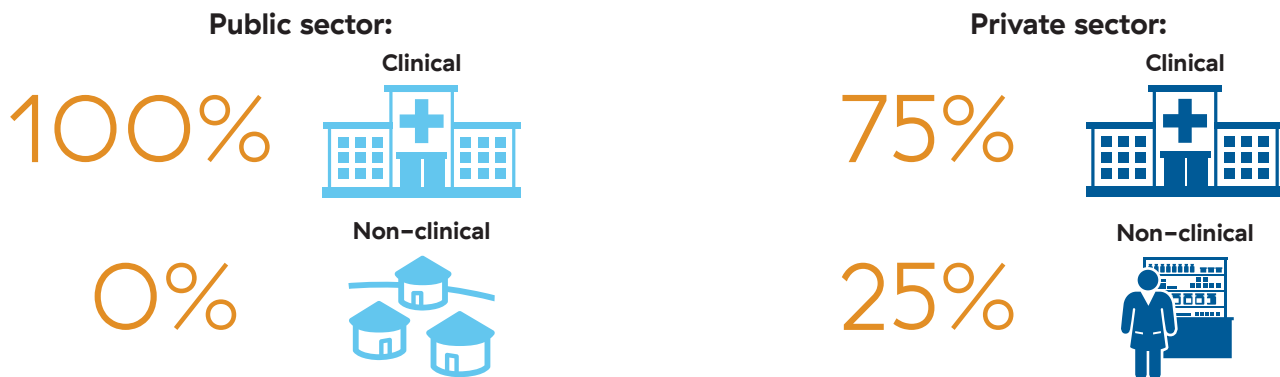 Public sector:
Clinical
100%
Non-clinical
0%
Private sector:
Clinical
75%
Non-clinical
25%